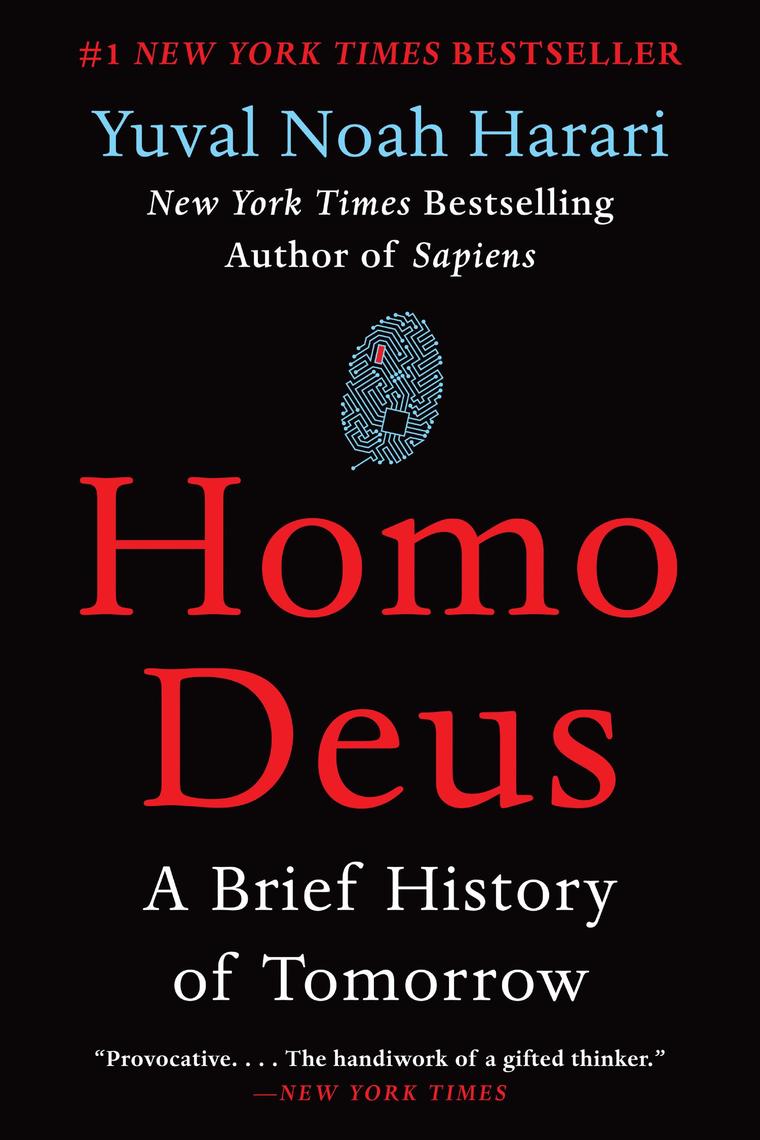 #1 NEW YORK TIMES BESTSELLER
Yuval Noah Harari
New York Times Bestselling
Author of Sapiens
Homo
Deus
A Brief History
of Tomorrow
“Provocative. . . . The handiwork of a gifted thinker.”
—NEW YORK TIMES